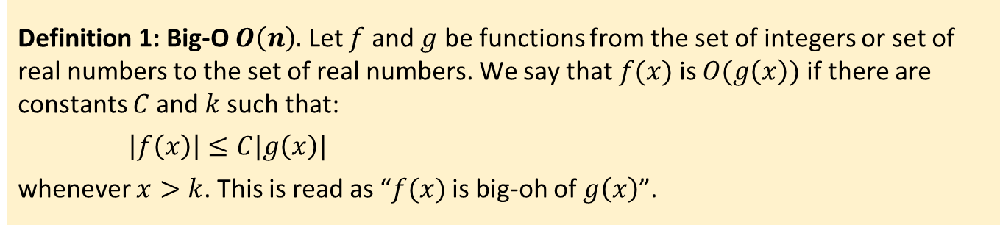 Definition 1: Big-O O(n). Let f and g be functions from the set of integers or set of
real numbers to the set of real numbers. We say that f(x) is O(g(x)) if there are
constants C and k such that:
|f(x)| ≤ C|g(x)|
whenever x > k. This is read as “f(x) is big-oh of g(x)”.